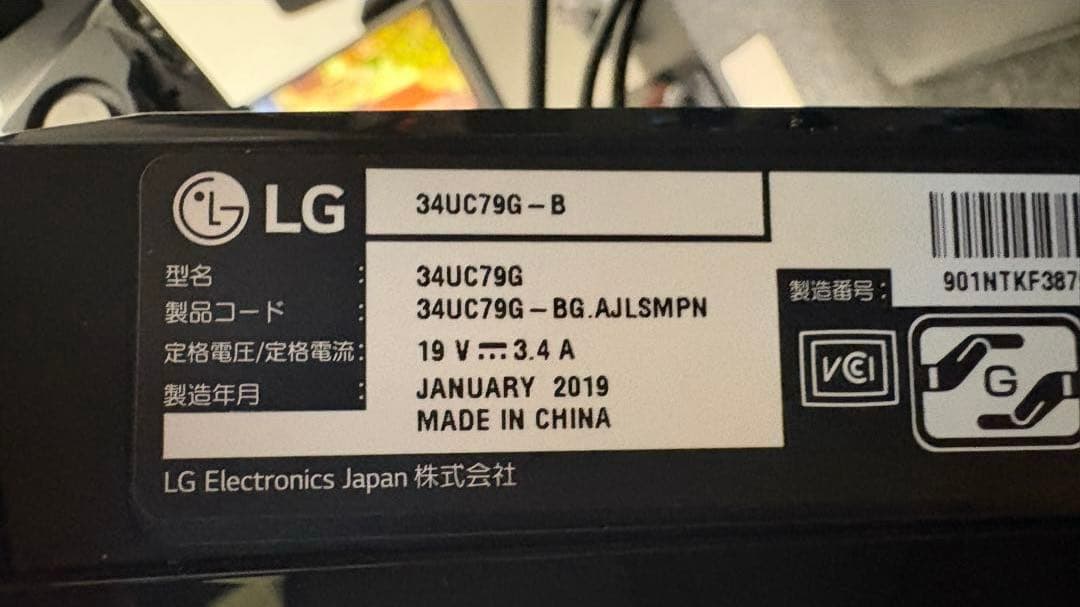 LG
34UC79G-B
型名 : 34UC79G
製品コード : 34UC79G-BG.AJLSMPN
定格電圧/定格電流: 19 V ⎓ 3.4 A
製造年月 : JANUARY 2019
MADE IN CHINA
LG Electronics Japan 株式会社
製造番号: 901NTKF387
VCCI
G